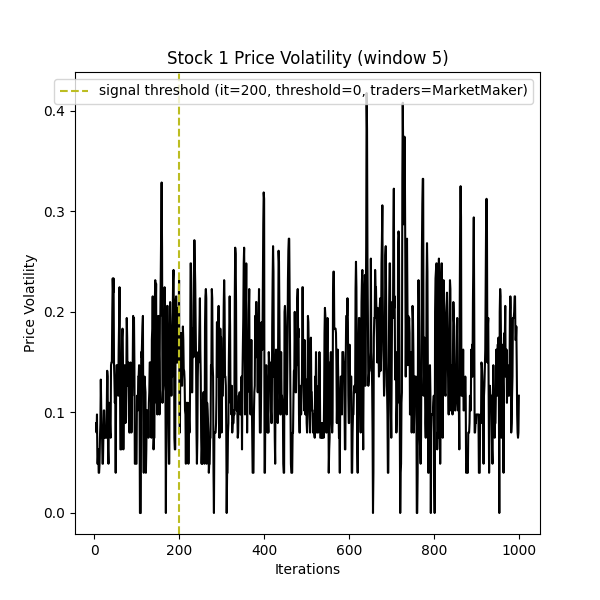 Stock 1 Price Volatility (window 5)
signal threshold (it=200, threshold=0, traders=MarketMaker)
Price Volatility
0.4
0.3
0.2
0.1
0.0
0 200 400 600 800 1000
Iterations